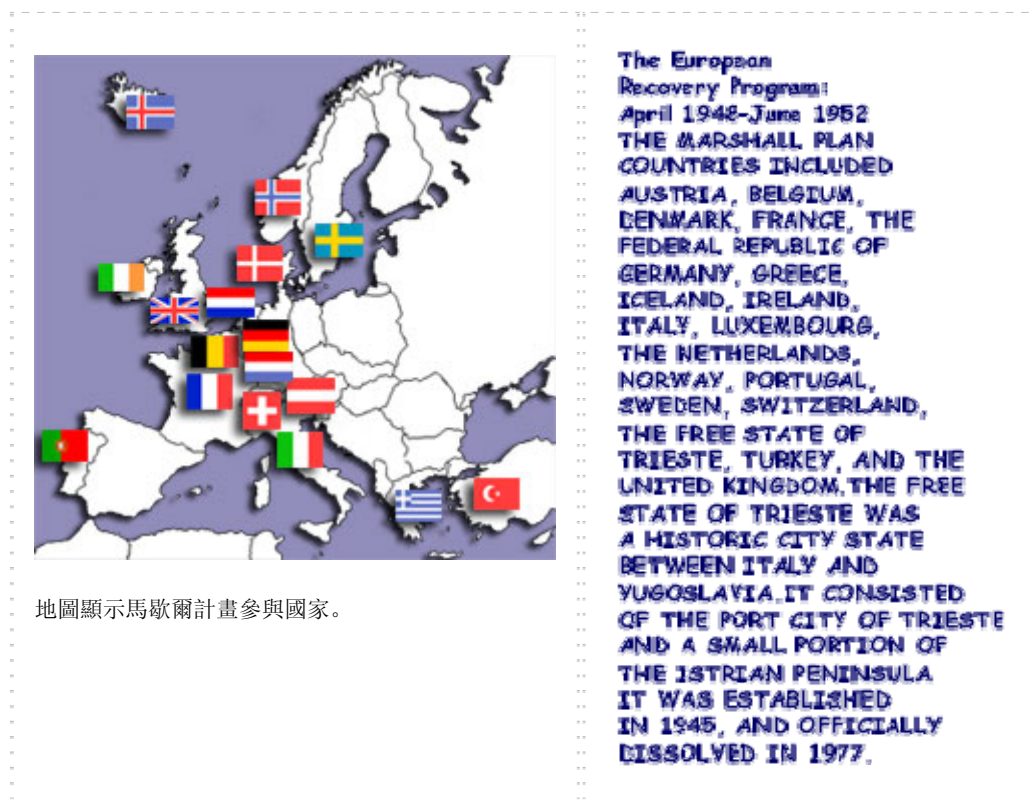 The European
Recovery Program:
April 1948-June 1952
THE MARSHALL PLAN
COUNTRIES INCLUDED
AUSTRIA, BELGIUM,
DENMARK, FRANCE, THE
FEDERAL REPUBLIC OF
GERMANY, GREECE,
ICELAND, IRELAND,
ITALY, LUXEMBOURG,
THE NETHERLANDS,
NORWAY, PORTUGAL,
SWEDEN, SWITZERLAND,
THE FREE STATE OF
TRIESTE, TURKEY, AND THE
UNITED KINGDOM.THE FREE
STATE OF TRIESTE WAS
A HISTORIC CITY STATE
BETWEEN ITALY AND
YUGOSLAVIA.IT CONSISTED
OF THE PORT CITY OF TRIESTE
AND A SMALL PORTION OF
THE ISTRIAN PENINSULA
IT WAS ESTABLISHED
IN 1945, AND OFFICIALLY
DISSOLVED IN 1977.
地圖顯示馬歇爾計畫參與國家。